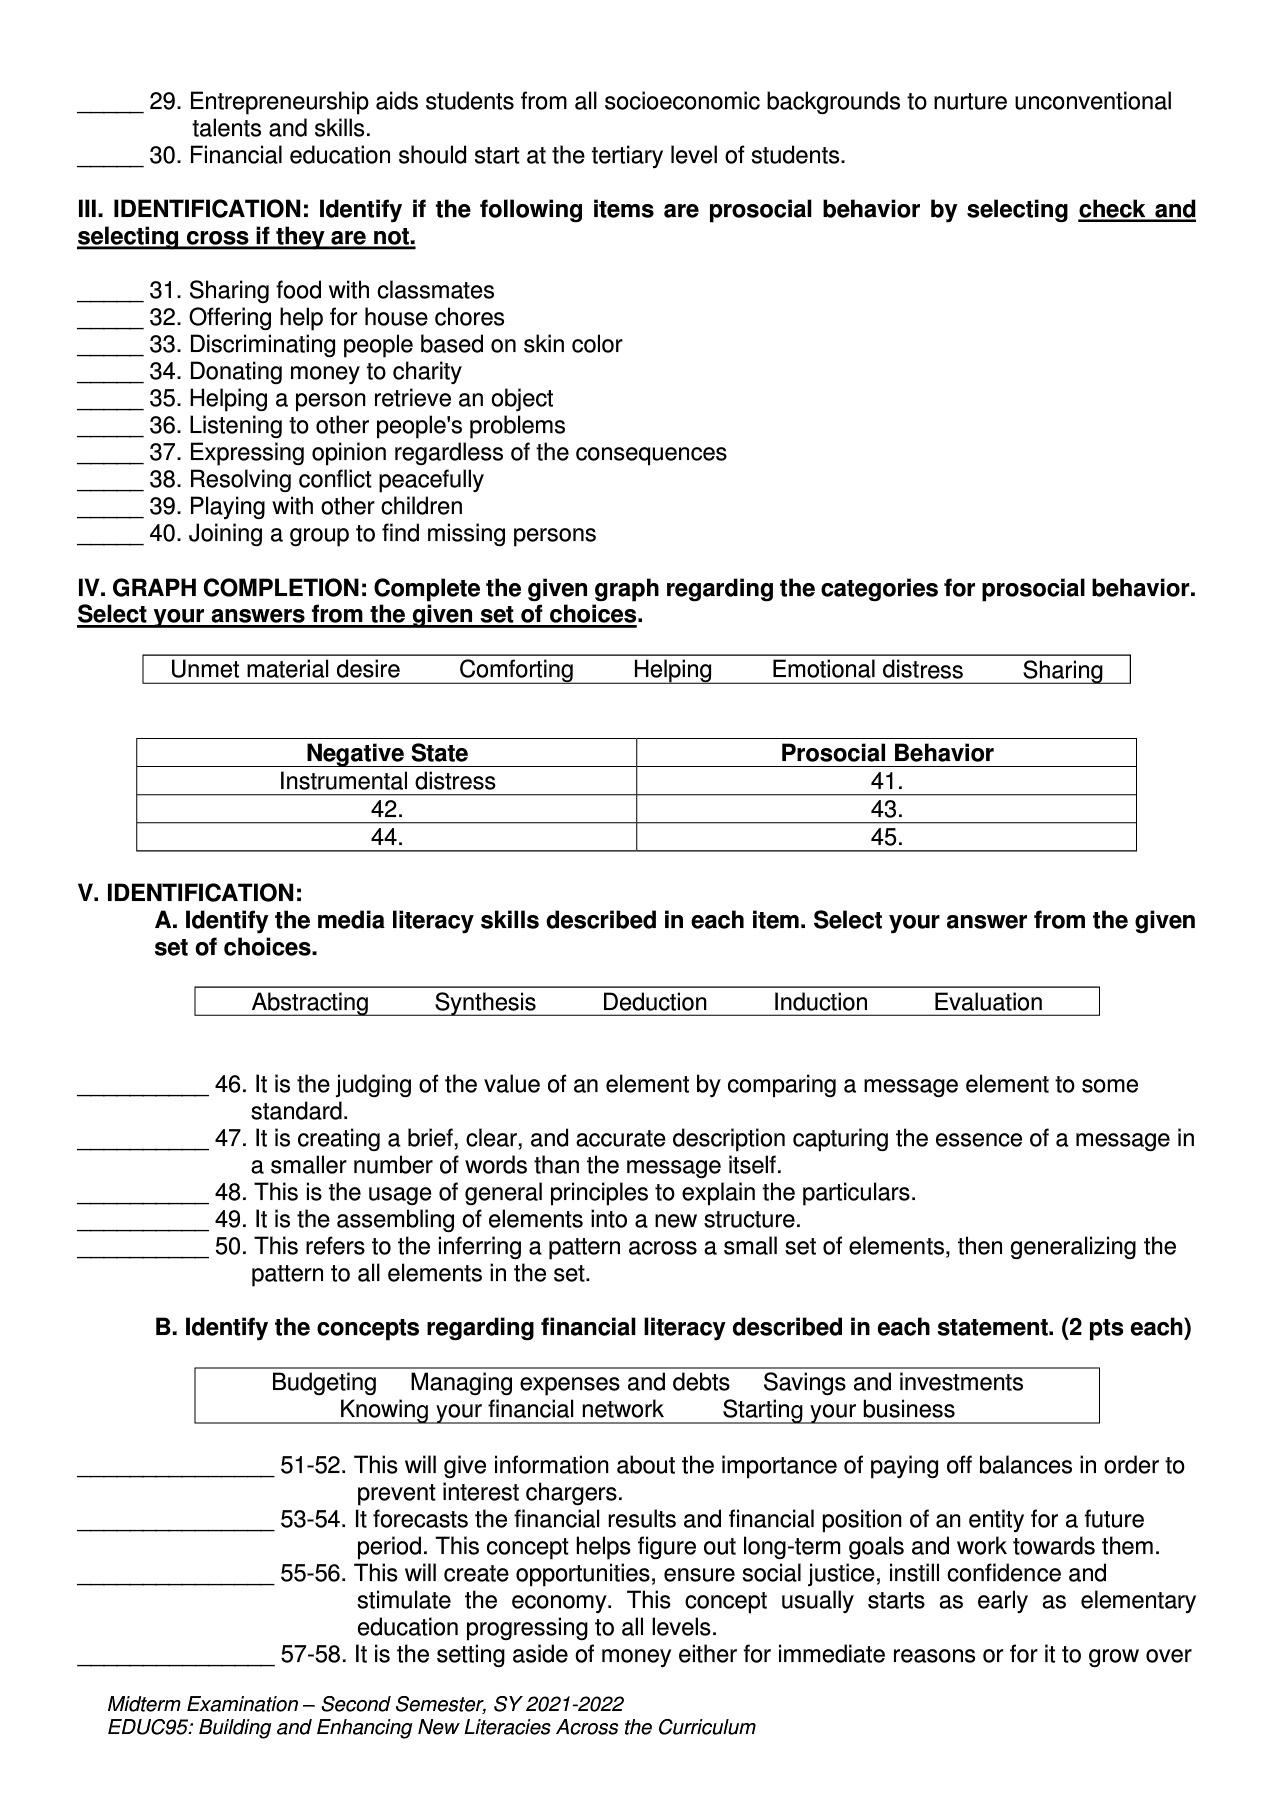 _____ 29. Entrepreneurship aids students from all socioeconomic backgrounds to nurture unconventional
talents and skills.
_____ 30. Financial education should start at the tertiary level of students.
III. IDENTIFICATION: Identify if the following items are prosocial behavior by selecting check and
selecting cross if they are not.
_____ 31. Sharing food with classmates
_____ 32. Offering help for house chores
_____ 33. Discriminating people based on skin color
_____ 34. Donating money to charity
_____ 35. Helping a person retrieve an object
_____ 36. Listening to other people's problems
_____ 37. Expressing opinion regardless of the consequences
_____ 38. Resolving conflict peacefully
_____ 39. Playing with other children
_____ 40. Joining a group to find missing persons
IV. GRAPH COMPLETION: Complete the given graph regarding the categories for prosocial behavior.
Select your answers from the given set of choices.
Unmet material desire Comforting Helping Emotional distress Sharing
Negative State Prosocial Behavior
Instrumental distress 41.
42. 43.
44. 45.
V. IDENTIFICATION:
A. Identify the media literacy skills described in each item. Select your answer from the given
set of choices.
Abstracting Synthesis Deduction Induction Evaluation
__________ 46. It is the judging of the value of an element by comparing a message element to some
standard.
__________ 47. It is creating a brief, clear, and accurate description capturing the essence of a message in
a smaller number of words than the message itself.
__________ 48. This is the usage of general principles to explain the particulars.
__________ 49. It is the assembling of elements into a new structure.
__________ 50. This refers to the inferring a pattern across a small set of elements, then generalizing the
pattern to all elements in the set.
B. Identify the concepts regarding financial literacy described in each statement. (2 pts each)
Budgeting Managing expenses and debts Savings and investments
Knowing your financial network Starting your business
_______________ 51-52. This will give information about the importance of paying off balances in order to
prevent interest chargers.
_______________ 53-54. It forecasts the financial results and financial position of an entity for a future
period. This concept helps figure out long-term goals and work towards them.
_______________ 55-56. This will create opportunities, ensure social justice, instill confidence and
stimulate the economy. This concept usually starts as early as elementary
education progressing to all levels.
_______________ 57-58. It is the setting aside of money either for immediate reasons or for it to grow over
Midterm Examination – Second Semester, SY 2021-2022
EDUC95: Building and Enhancing New Literacies Across the Curriculum